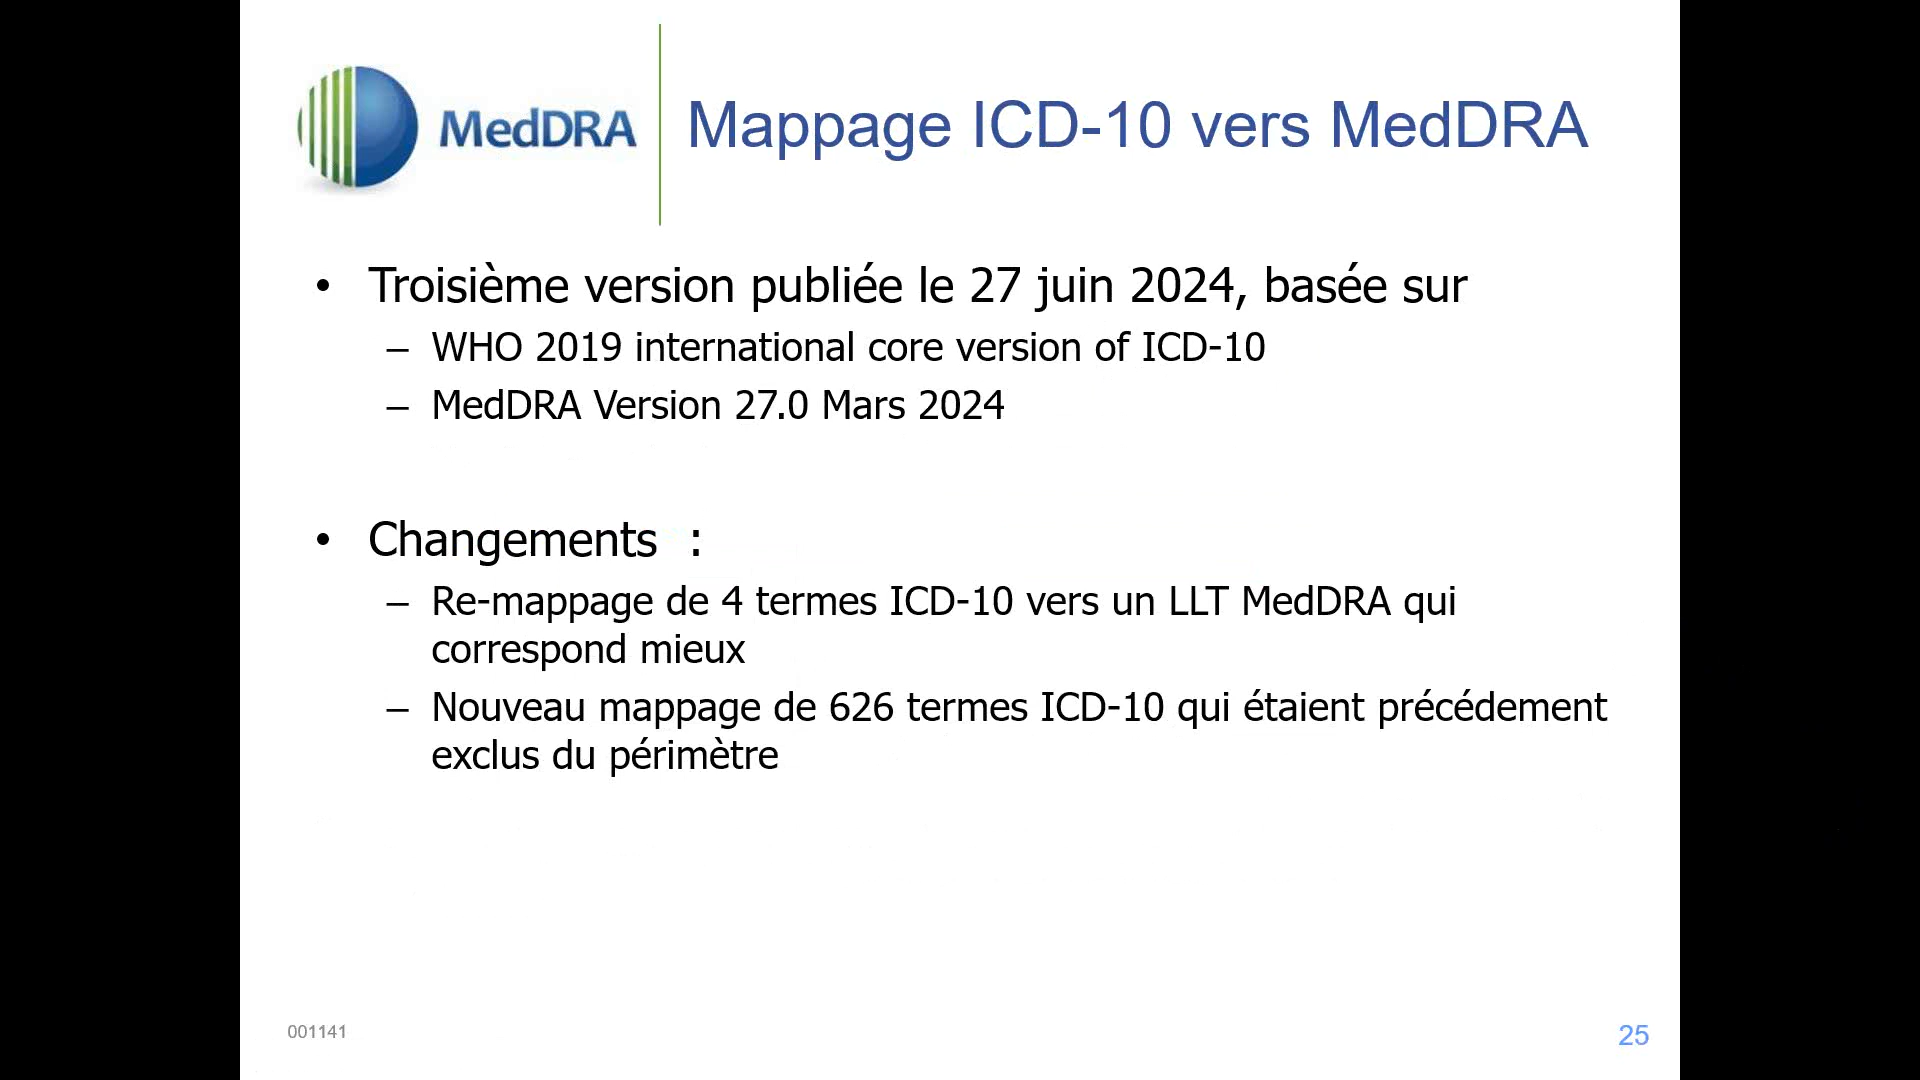 MedDRA
Mappage ICD-10 vers MedDRA
• Troisième version publiée le 27 juin 2024, basée sur
– WHO 2019 international core version of ICD-10
– MedDRA Version 27.0 Mars 2024
• Changements :
– Re-mappage de 4 termes ICD-10 vers un LLT MedDRA qui
correspond mieux
– Nouveau mappage de 626 termes ICD-10 qui étaient précédement
exclus du périmètre
001141
25